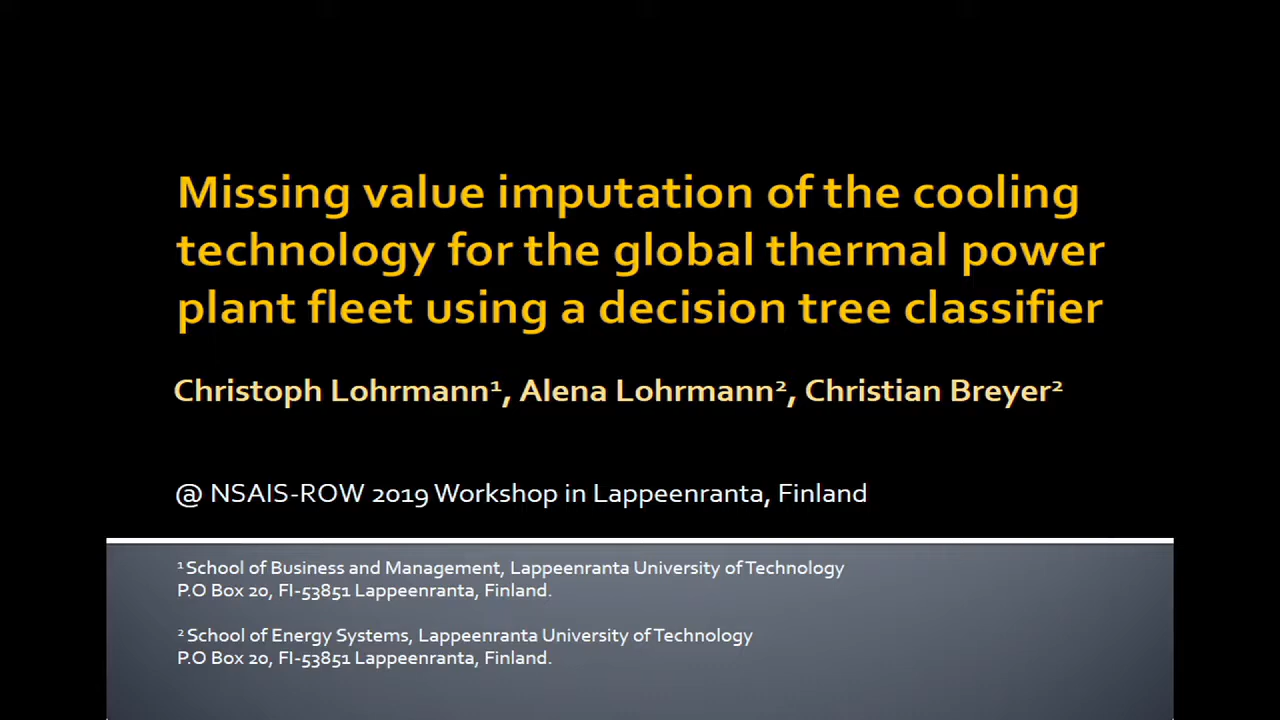 Missing value imputation of the cooling
technology for the global thermal power
plant fleet using a decision tree classifier
Christoph Lohrmann¹, Alena Lohrmann², Christian Breyer²
@ NSAIS-ROW 2019 Workshop in Lappeenranta, Finland
¹ School of Business and Management, Lappeenranta University of Technology
P.O Box 20, FI-53851 Lappeenranta, Finland.
² School of Energy Systems, Lappeenranta University of Technology
P.O Box 20, FI-53851 Lappeenranta, Finland.